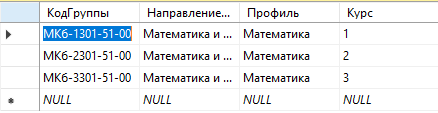 КодГруппы Направление... Профиль Курс
МК6-1301-51-00 Математика и ... Математика 1
МК6-2301-51-00 Математика и ... Математика 2
МК6-3301-51-00 Математика и ... Математика 3
NULL NULL NULL NULL